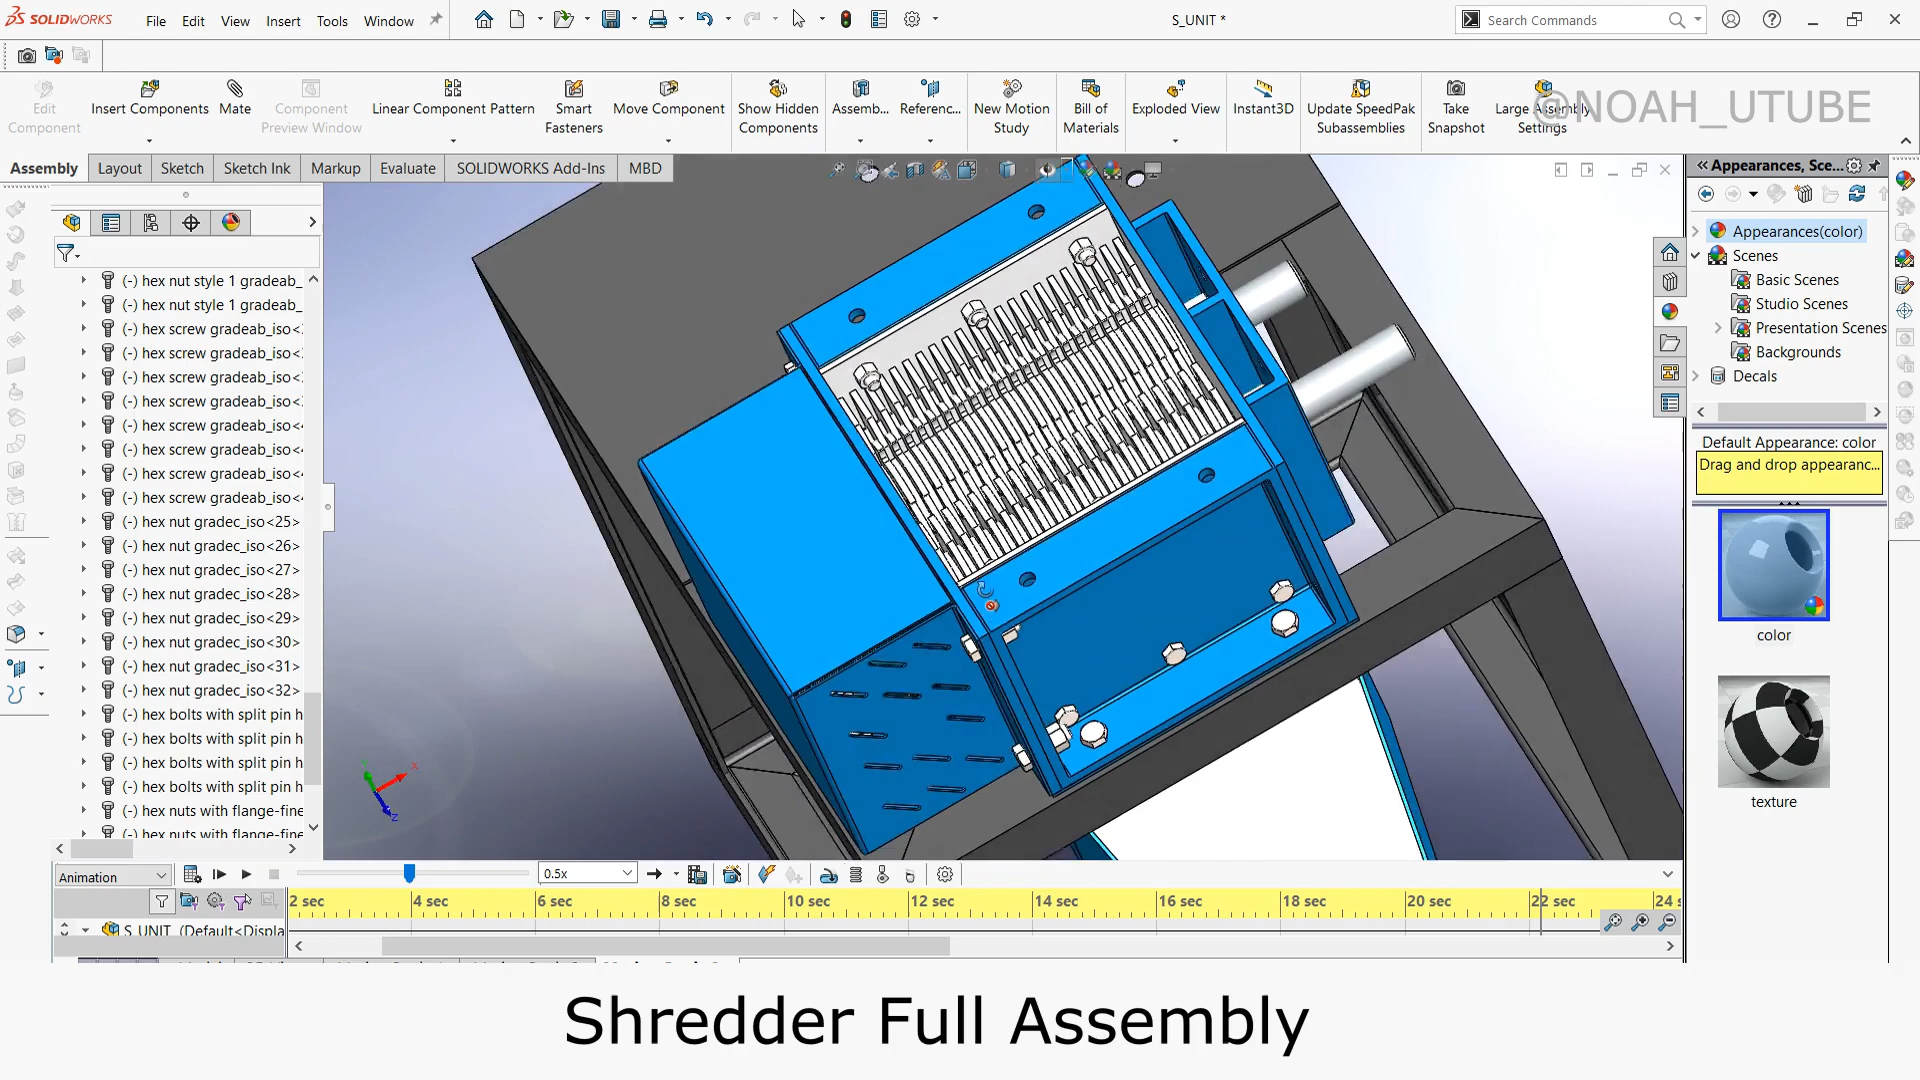 SOLIDWORKS File Edit View Insert Tools Window S_UNIT * Search Commands
Edit Component
Insert Components
Mate
Component Preview Window
Linear Component Pattern
Smart Fasteners
Move Component
Show Hidden Components
Assemb...
Referenc...
New Motion Study
Bill of Materials
Exploded View
Instant3D
Update SpeedPak Subassemblies
Take Snapshot
Large Assembly Settings
@NOAH_UTUBE
Assembly Layout Sketch Sketch Ink Markup Evaluate SOLIDWORKS Add-Ins MBD
(-) hex nut style 1 gradeab_
(-) hex nut style 1 gradeab_
(-) hex screw gradeab_iso<
(-) hex screw gradeab_iso<
(-) hex screw gradeab_iso<
(-) hex screw gradeab_iso<
(-) hex screw gradeab_iso<
(-) hex screw gradeab_iso<
(-) hex screw gradeab_iso<
(-) hex screw gradeab_iso<
(-) hex nut gradec_iso<25>
(-) hex nut gradec_iso<26>
(-) hex nut gradec_iso<27>
(-) hex nut gradec_iso<28>
(-) hex nut gradec_iso<29>
(-) hex nut gradec_iso<30>
(-) hex nut gradec_iso<31>
(-) hex nut gradec_iso<32>
(-) hex bolts with split pin h
(-) hex bolts with split pin h
(-) hex bolts with split pin h
(-) hex bolts with split pin h
(-) hex nuts with flange-fine
(-) hex nuts with flange-fine
Y
X
Z
Appearances, Sce...
Appearances(color)
Scenes
Basic Scenes
Studio Scenes
Presentation Scenes
Backgrounds
Decals
Default Appearance: color
Drag and drop appearanc...
color
texture
Animation 0.5x
2 sec 4 sec 6 sec 8 sec 10 sec 12 sec 14 sec 16 sec 18 sec 20 sec 22 sec 24 s
S_UNIT (Default<Displa
Shredder Full Assembly